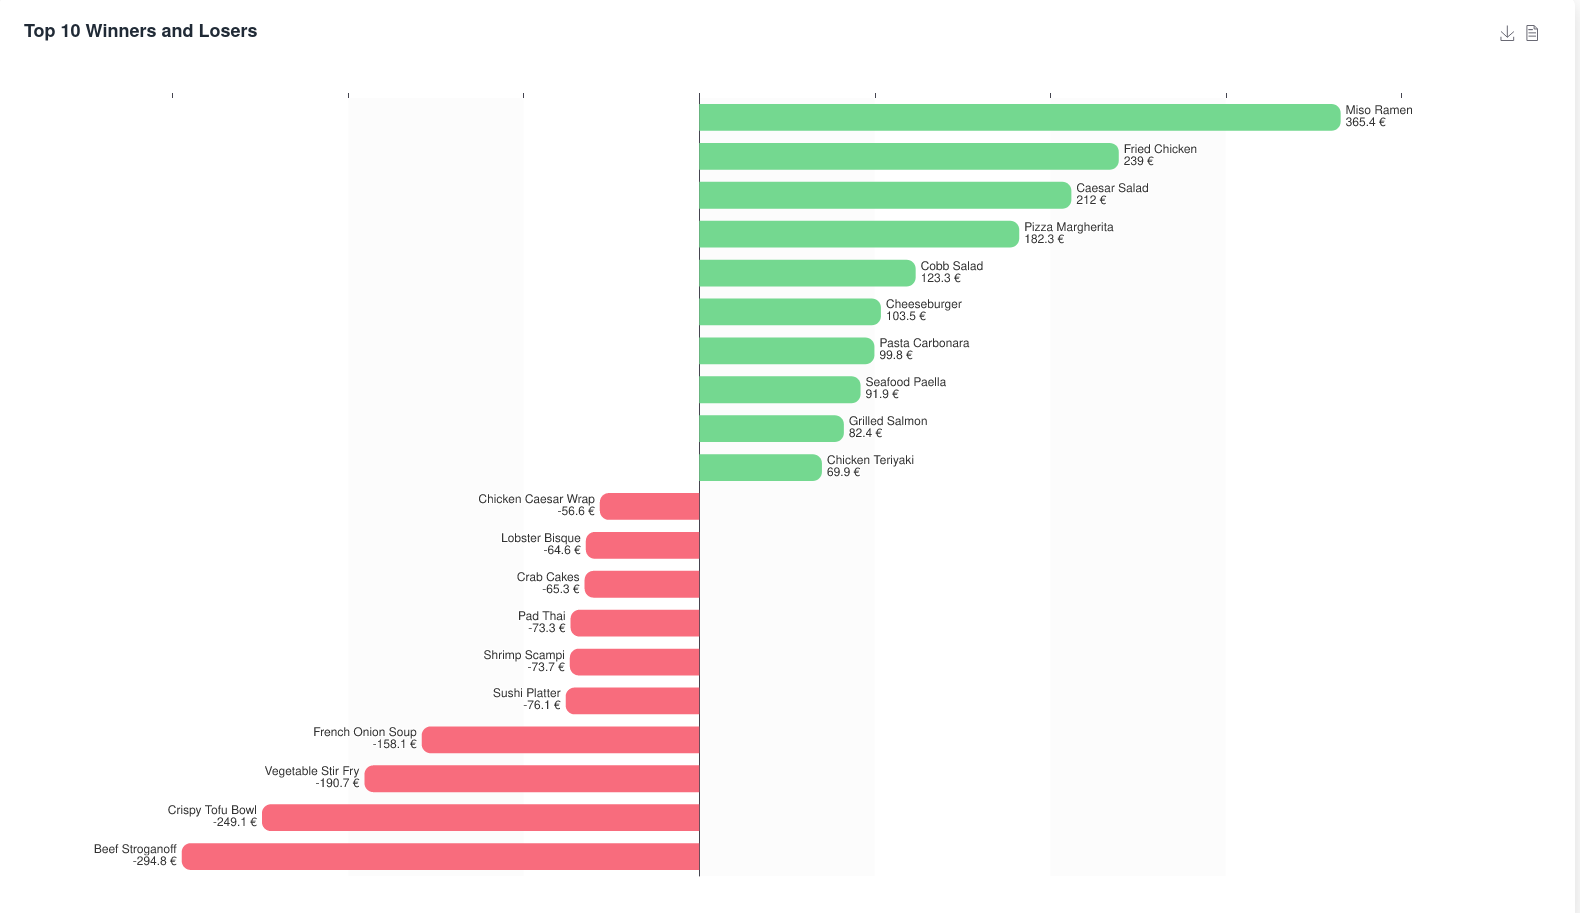 Top 10 Winners and Losers
Miso Ramen
365.4 €
Fried Chicken
239 €
Caesar Salad
212 €
Pizza Margherita
182.3 €
Cobb Salad
123.3 €
Cheeseburger
103.5 €
Pasta Carbonara
99.8 €
Seafood Paella
91.9 €
Grilled Salmon
82.4 €
Chicken Teriyaki
69.9 €
Chicken Caesar Wrap
-56.6 €
Lobster Bisque
-64.6 €
Crab Cakes
-65.3 €
Pad Thai
-73.3 €
Shrimp Scampi
-73.7 €
Sushi Platter
-76.1 €
French Onion Soup
-158.1 €
Vegetable Stir Fry
-190.7 €
Crispy Tofu Bowl
-249.1 €
Beef Stroganoff
-294.8 €